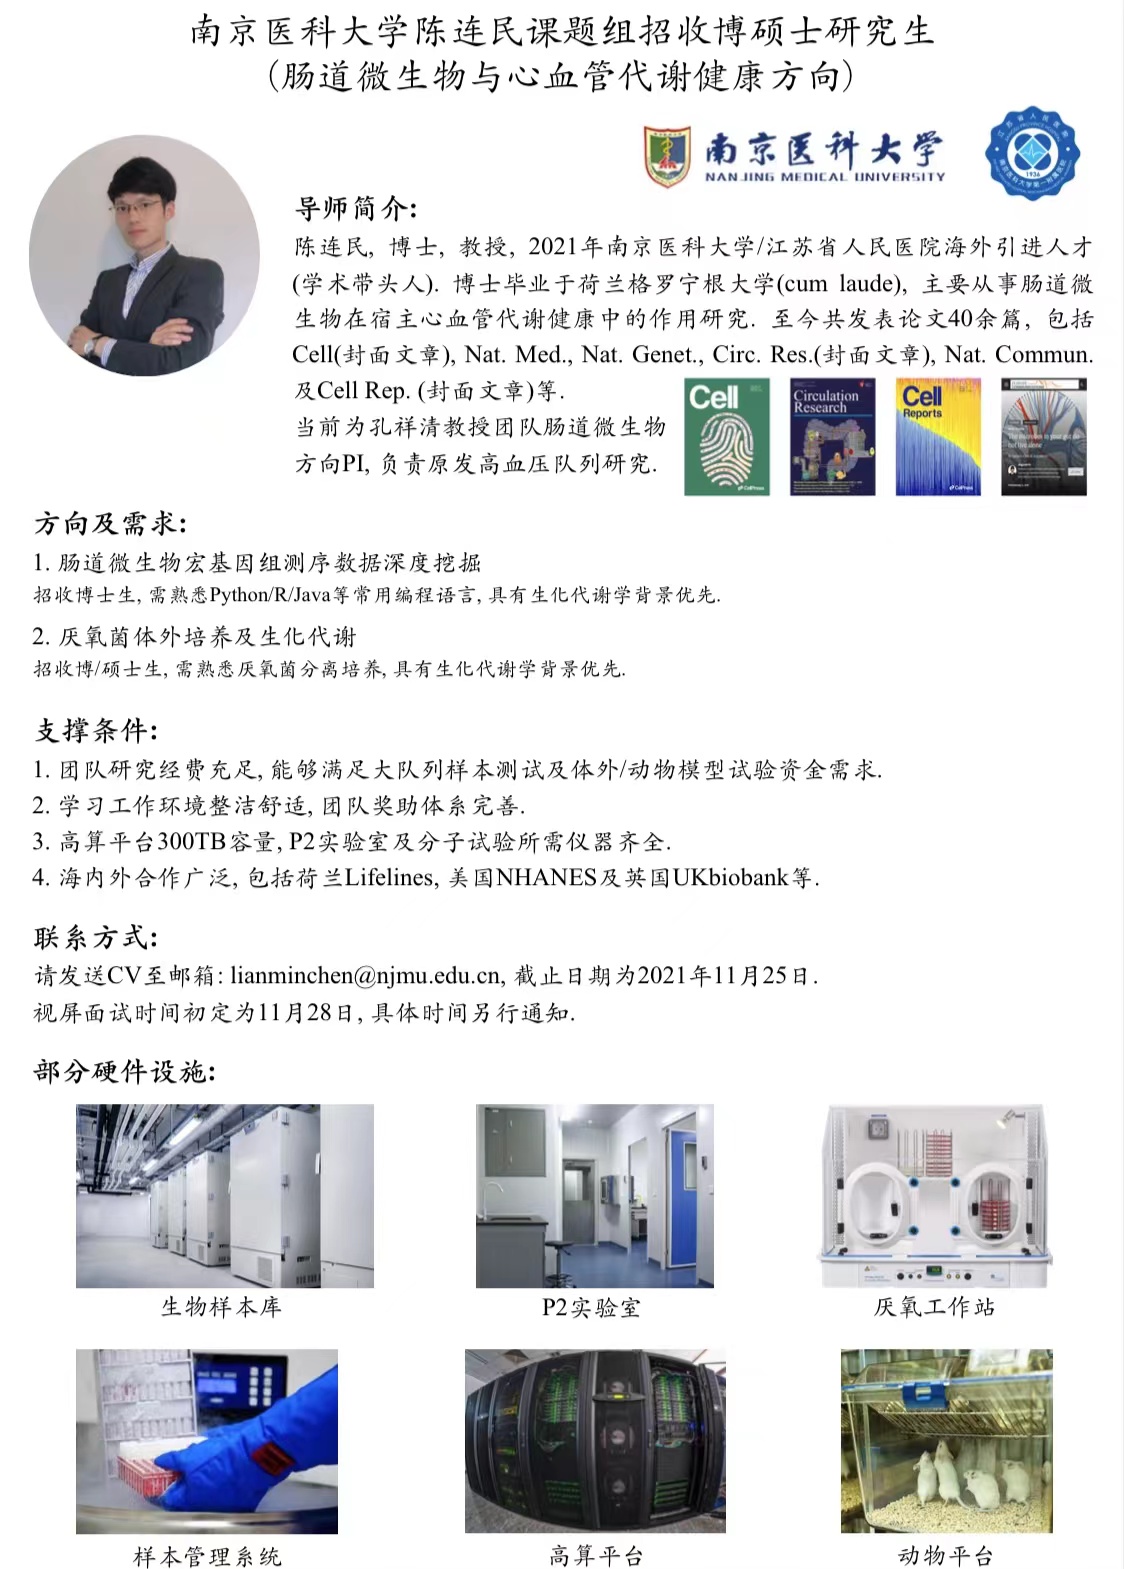 南京医科大学陈连民课题组招收博硕士研究生
(肠道微生物与心血管代谢健康方向)
南京医科大学
NANJING MEDICAL UNIVERSITY
1936
导师简介:
陈连民, 博士, 教授, 2021年南京医科大学/江苏省人民医院海外引进人才
(学术带头人). 博士毕业于荷兰格罗宁根大学(cum laude), 主要从事肠道微
生物在宿主心血管代谢健康中的作用研究. 至今共发表论文40余篇, 包括
Cell(封面文章), Nat. Med., Nat. Genet., Circ. Res.(封面文章), Nat. Commun.
及Cell Rep. (封面文章)等.
当前为孔祥清教授团队肠道微生物
方向PI, 负责原发高血压队列研究.
Cell
CellPress
Circulation
Research
Cell
Reports
CellPress
方向及需求:
1. 肠道微生物宏基因组测序数据深度挖掘
招收博士生, 需熟悉Python/R/Java等常用编程语言, 具有生化代谢学背景优先.
2. 厌氧菌体外培养及生化代谢
招收博/硕士生, 需熟悉厌氧菌分离培养, 具有生化代谢学背景优先.
支撑条件:
1. 团队研究经费充足, 能够满足大队列样本测试及体外/动物模型试验资金需求.
2. 学习工作环境整洁舒适, 团队奖助体系完善.
3. 高算平台300TB容量, P2实验室及分子试验所需仪器齐全.
4. 海内外合作广泛, 包括荷兰Lifelines, 美国NHANES及英国UKbiobank等.
联系方式:
请发送CV至邮箱: lianminchen@njmu.edu.cn, 截止日期为2021年11月25日.
视屏面试时间初定为11月28日, 具体时间另行通知.
部分硬件设施:
生物样本库
P2实验室
厌氧工作站
样本管理系统
高算平台
动物平台